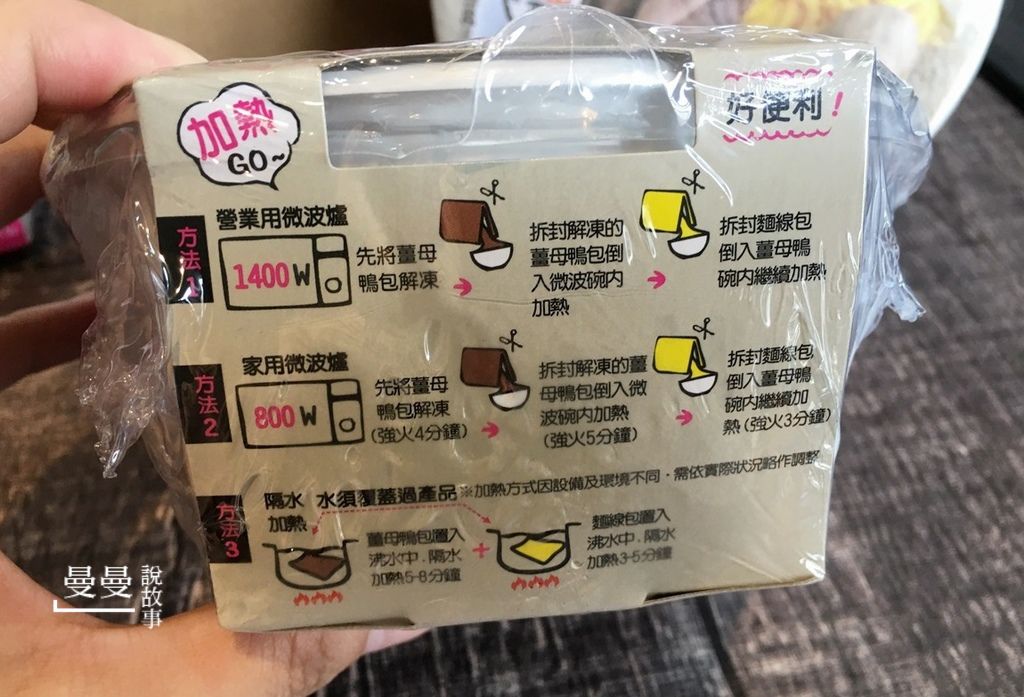 加熱
GO~
好便利!
方法1
營業用微波爐
1400W
先將薑母
鴨包解凍
拆封解凍的
薑母鴨包倒
入微波碗內
加熱
拆封麵線包
倒入薑母鴨
碗內繼續加熱
方法2
家用微波爐
800W
先將薑母
鴨包解凍
(強火4分鐘)
拆封解凍的薑
母鴨包倒入微
波碗內加熱
(強火5分鐘)
拆封麵線包
倒入薑母鴨
碗內繼續加
熱(強火3分鐘)
方法3
隔水
加熱
水須覆蓋過產品
※加熱方式因設備及環境不同,需依實際狀況略作調整
薑母鴨包置入
沸水中,隔水
加熱5-8分鐘
+
麵線包置入
沸水中,隔水
加熱3-5分鐘
曼曼
說故事